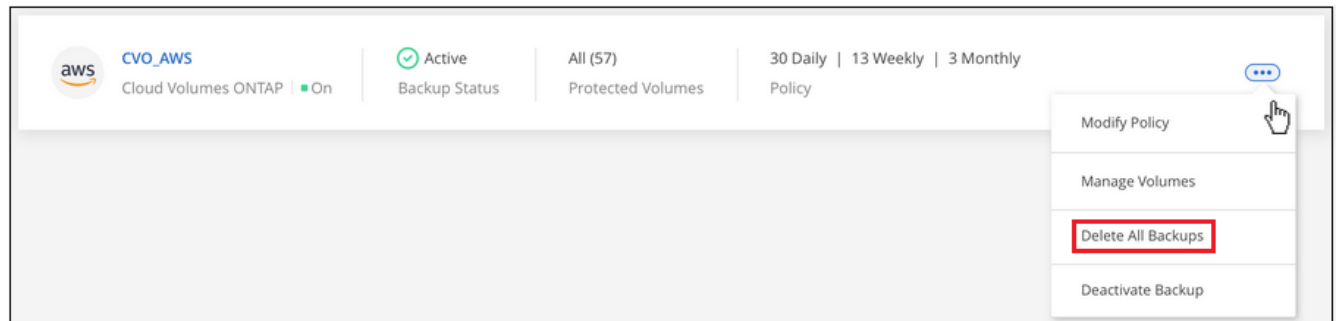 aws
CVO_AWS
Cloud Volumes ONTAP | On
Active
Backup Status
All (57)
Protected Volumes
30 Daily | 13 Weekly | 3 Monthly
Policy
Modify Policy
Manage Volumes
Delete All Backups
Deactivate Backup